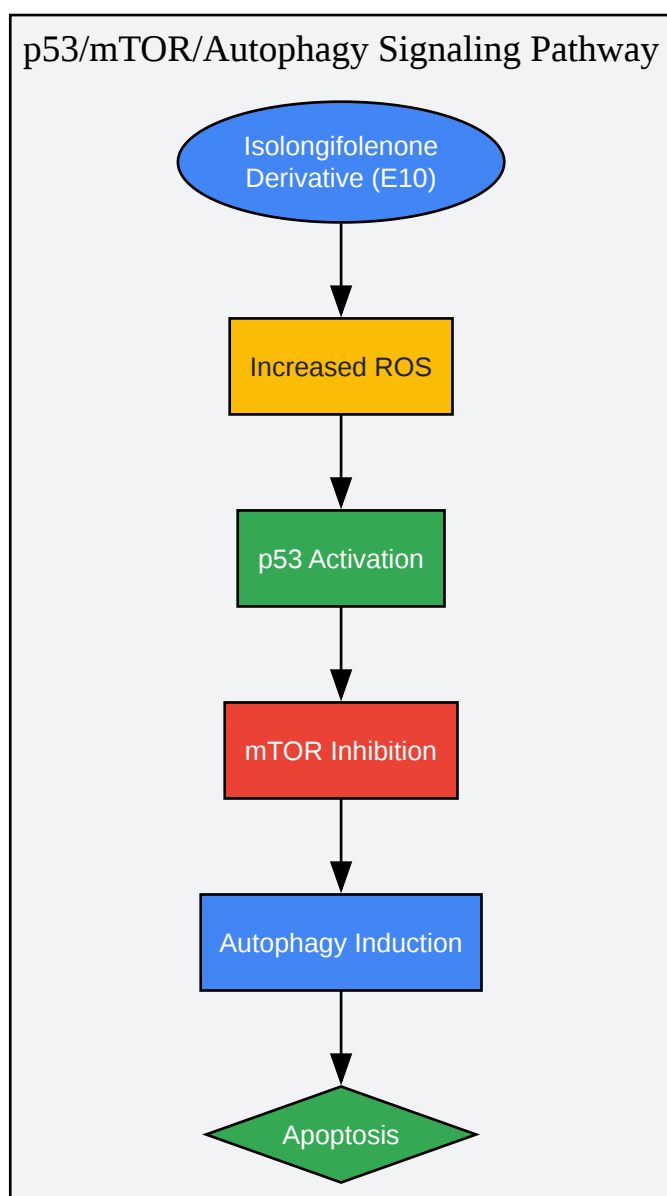 p53/mTOR/Autophagy Signaling Pathway
Isolongifolenone
Derivative (E10)
Increased ROS
p53 Activation
mTOR Inhibition
Autophagy Induction
Apoptosis